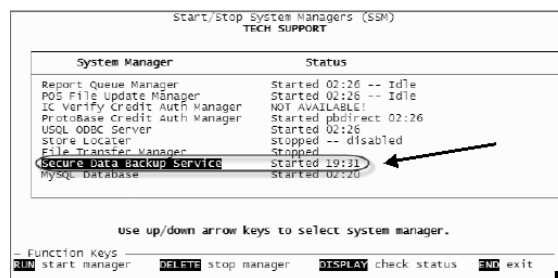 Start/Stop System Managers (SSM)
TECH SUPPORT
System Manager Status
Report Queue Manager Started 02:26 -- Idle
POS File Update Manager Started 02:26 -- Idle
IC Verify Credit Auth Manager NOT AVAILABLE!
ProtoBase Credit Auth Manager Started pbdirect 02:26
USQL ODBC Server Started 02:26
Store Locater Stopped -- disabled
File Transfer Manager Stopped
Secure Data Backup Service Started 19:31
MySQL Database Started 02:20
Use up/down arrow keys to select system manager.
Function Keys
RUN start manager DELETE stop manager DISPLAY check status END exit